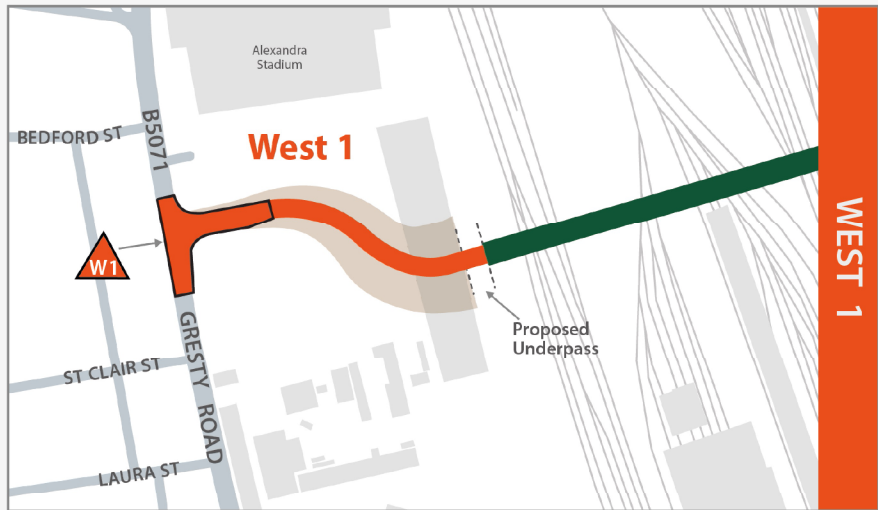 Alexandra
Stadium
BEDFORD ST
B5071
West 1
W1
WEST 1
Proposed
Underpass
ST CLAIR ST
GRESTY ROAD
LAURA ST